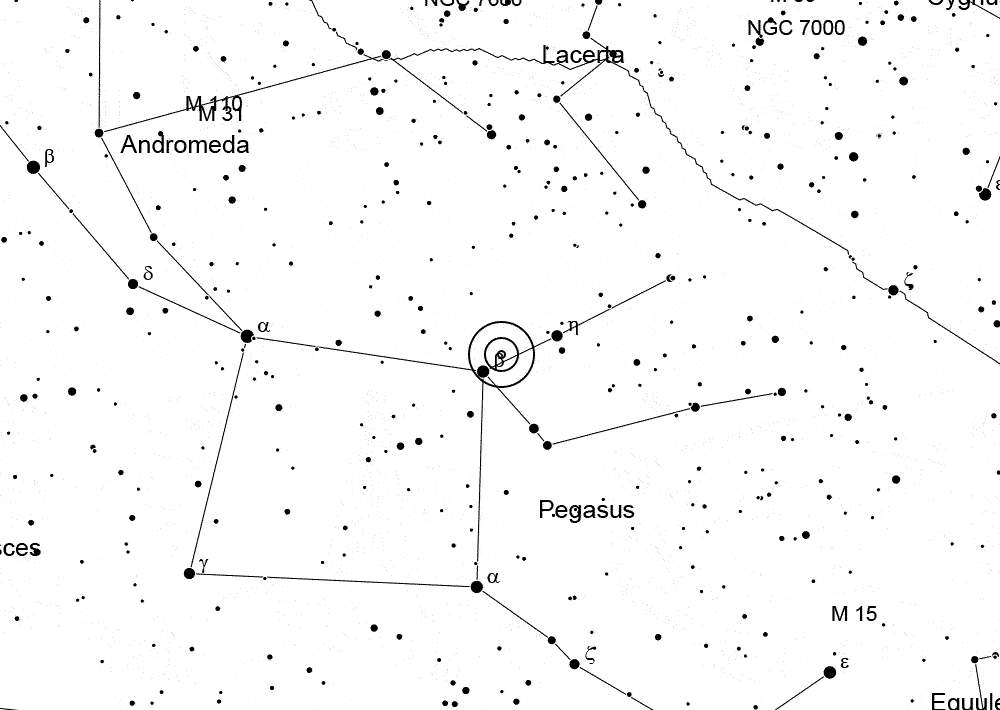 NGC 7000
Lacerta
M 110
M 31
Andromeda
β
ε
δ
ζ
α
η
β
Pegasus
γ
α
M 15
ζ
ε